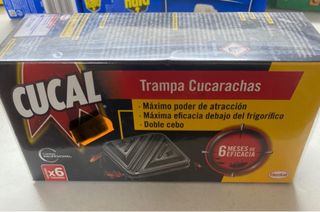 CUCAL
Trampa Cucarachas
· Máximo poder de atracción
· Máxima eficacia debajo del frigorífico
· Doble cebo
6 MESES DE
EFICACIA
x6